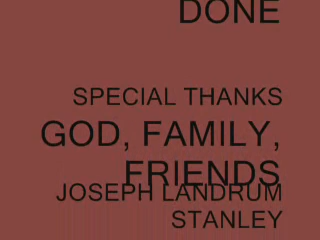 DONE
SPECIAL THANKS
GOD, FAMILY,
FRIENDS
JOSEPH LANDRUM
STANLEY